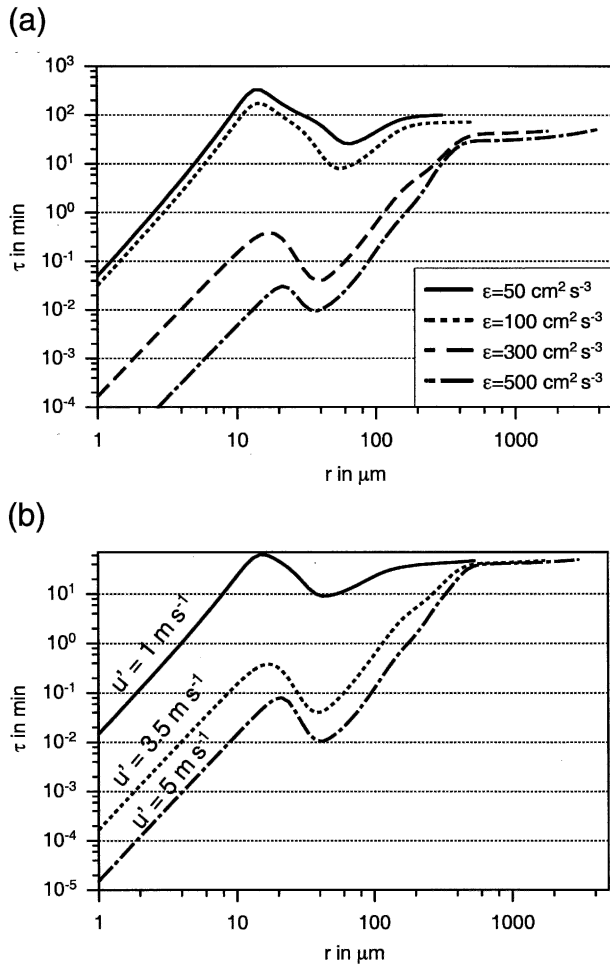 (a)
τ in min
10³
10²
10¹
10⁰
10⁻¹
10⁻²
10⁻³
10⁻⁴
ε=50 cm² s⁻³
ε=100 cm² s⁻³
ε=300 cm² s⁻³
ε=500 cm² s⁻³
1 10 100 1000
r in μm
(b)
τ in min
10¹
10⁰
10⁻¹
10⁻²
10⁻³
10⁻⁴
10⁻⁵
u' = 1 m s⁻¹
u' = 3.5 m s⁻¹
u' = 5 m s⁻¹
1 10 100 1000
r in μm